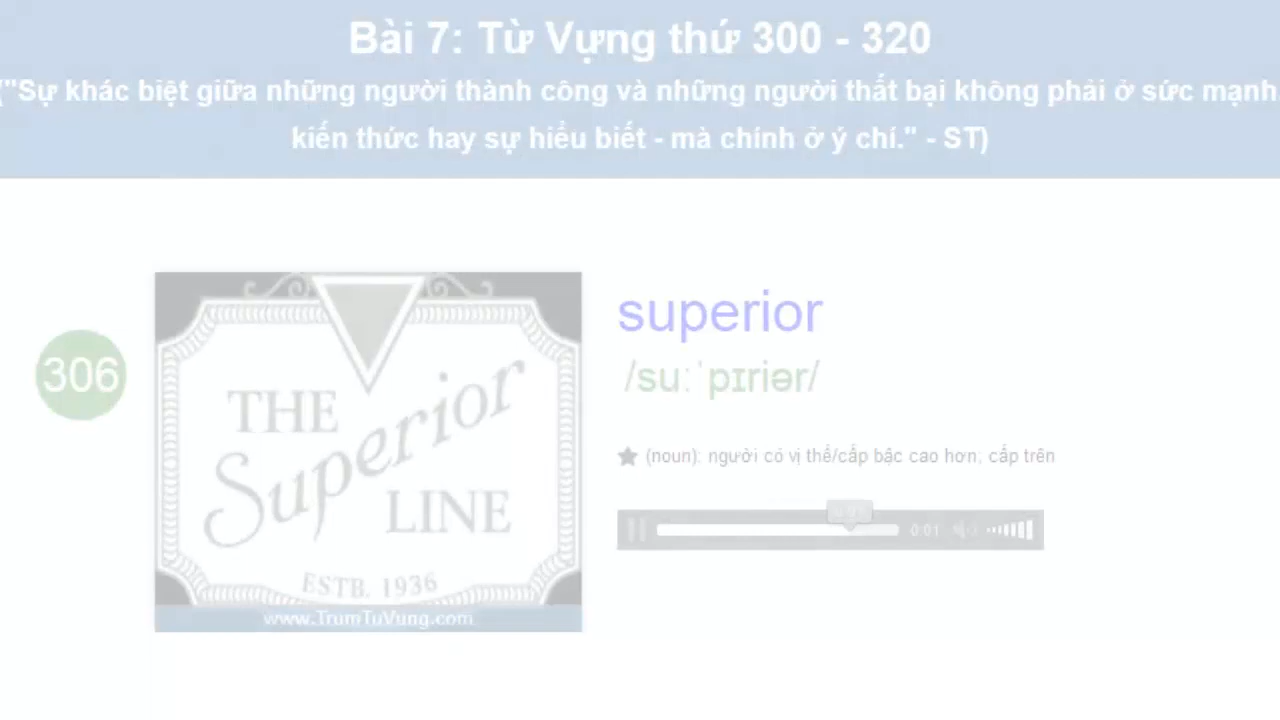 Bài 7: Từ Vựng thứ 300 - 320
("Sự khác biệt giữa những người thành công và những người thất bại không phải ở sức mạnh,
kiến thức hay sự hiểu biết - mà chính ở ý chí." - ST)
306
THE
Superior
LINE
ESTB. 1936
www.TrumTuVung.com
superior
/suːˈpɪriər/
(noun): người có vị thế/cấp bậc cao hơn; cấp trên
0:01